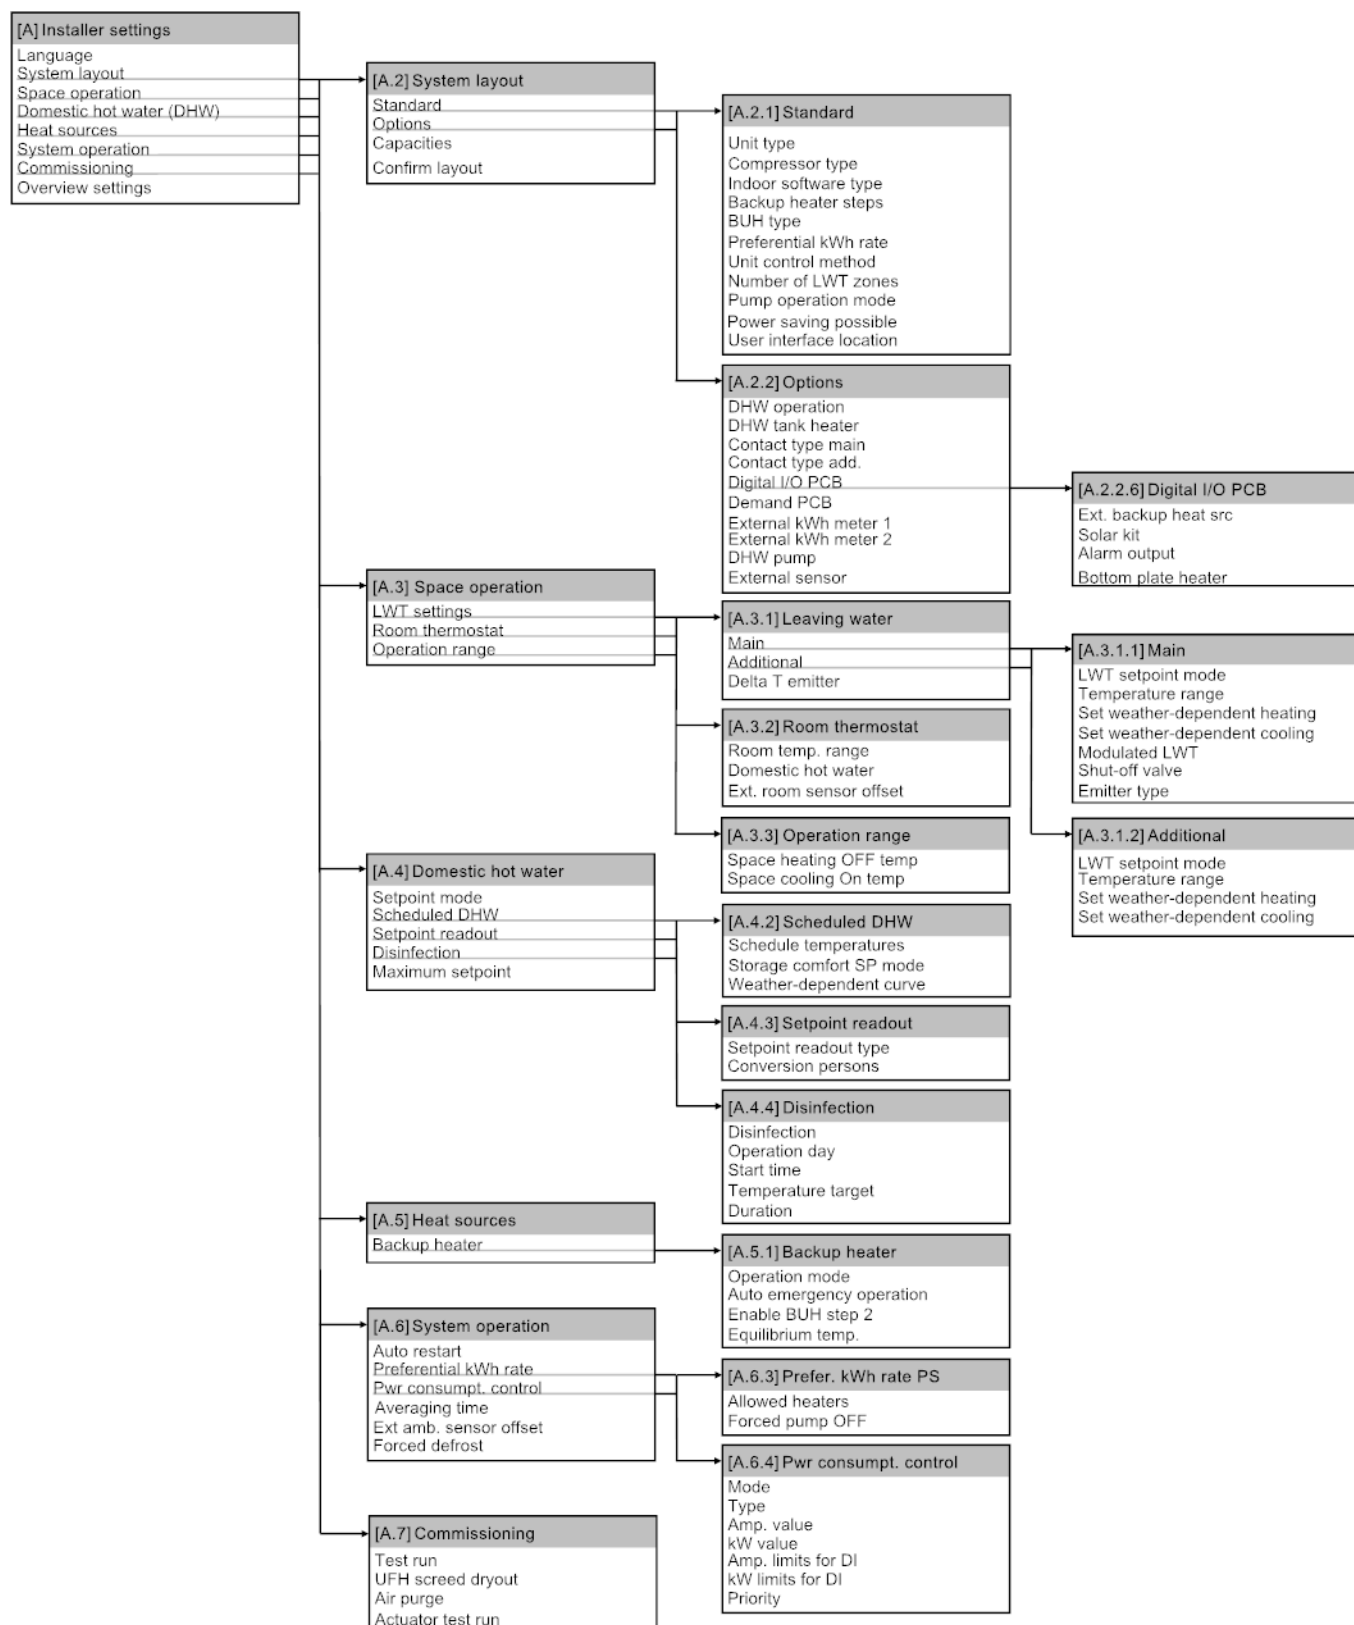 [A] Installer settings
Language
System layout
Space operation
Domestic hot water (DHW)
Heat sources
System operation
Commissioning
Overview settings
[A.2] System layout
Standard
Options
Capacities
Confirm layout
[A.2.1] Standard
Unit type
Compressor type
Indoor software type
Backup heater steps
BUH type
Preferential kWh rate
Unit control method
Number of LWT zones
Pump operation mode
Power saving possible
User interface location
[A.2.2] Options
DHW operation
DHW tank heater
Contact type main
Contact type add.
Digital I/O PCB
Demand PCB
External kWh meter 1
External kWh meter 2
DHW pump
External sensor
[A.2.2.6] Digital I/O PCB
Ext. backup heat src
Solar kit
Alarm output
Bottom plate heater
[A.3] Space operation
LWT settings
Room thermostat
Operation range
[A.3.1] Leaving water
Main
Additional
Delta T emitter
[A.3.1.1] Main
LWT setpoint mode
Temperature range
Set weather-dependent heating
Set weather-dependent cooling
Modulated LWT
Shut-off valve
Emitter type
[A.3.1.2] Additional
LWT setpoint mode
Temperature range
Set weather-dependent heating
Set weather-dependent cooling
[A.3.2] Room thermostat
Room temp. range
Domestic hot water
Ext. room sensor offset
[A.3.3] Operation range
Space heating OFF temp
Space cooling On temp
[A.4] Domestic hot water
Setpoint mode
Scheduled DHW
Setpoint readout
Disinfection
Maximum setpoint
[A.4.2] Scheduled DHW
Schedule temperatures
Storage comfort SP mode
Weather-dependent curve
[A.4.3] Setpoint readout
Setpoint readout type
Conversion persons
[A.4.4] Disinfection
Disinfection
Operation day
Start time
Temperature target
Duration
[A.5] Heat sources
Backup heater
[A.5.1] Backup heater
Operation mode
Auto emergency operation
Enable BUH step 2
Equilibrium temp.
[A.6] System operation
Auto restart
Preferential kWh rate
Pwr consumpt. control
Averaging time
Ext amb. sensor offset
Forced defrost
[A.6.3] Prefer. kWh rate PS
Allowed heaters
Forced pump OFF
[A.6.4] Pwr consumpt. control
Mode
Type
Amp. value
kW value
Amp. limits for DI
kW limits for DI
Priority
[A.7] Commissioning
Test run
UFH screed dryout
Air purge
Actuator test run